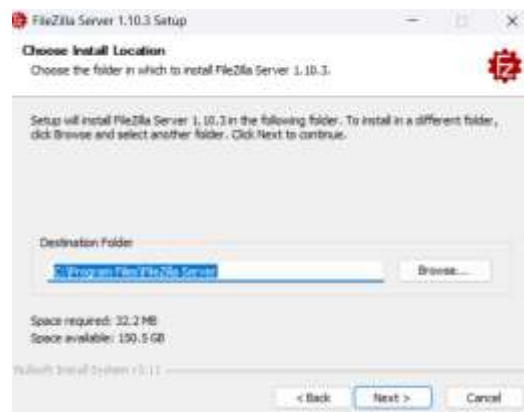 FileZilla Server 1.10.3 Setup
Choose Install Location
Choose the folder in which to install FileZilla Server 1.10.3.
Setup will install FileZilla Server 1.10.3 in the following folder. To install in a different folder,
click Browse and select another folder. Click Next to continue.
Destination Folder
C:\Program Files\FileZilla Server
Browse...
Space required: 32.2 MB
Space available: 150.5 GB
Nullsoft Install System v3.11
< Back
Next >
Cancel